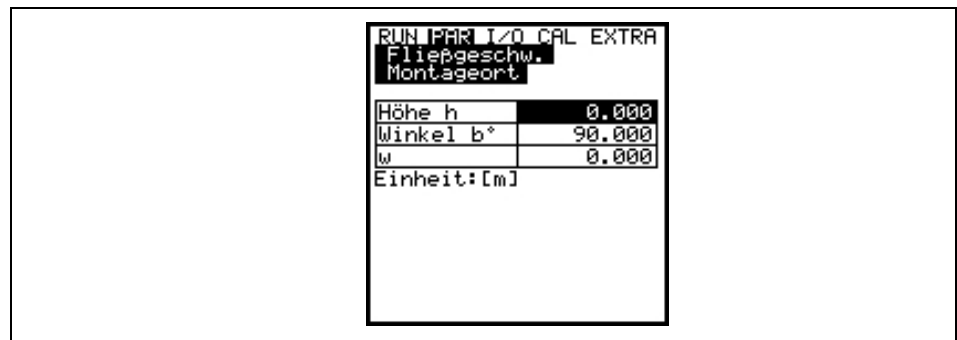 RUN PAR I/O CAL EXTRA
Fließgeschw.
Montageort
Höhe h 0.000
Winkel b° 90.000
w 0.000
Einheit:[m]